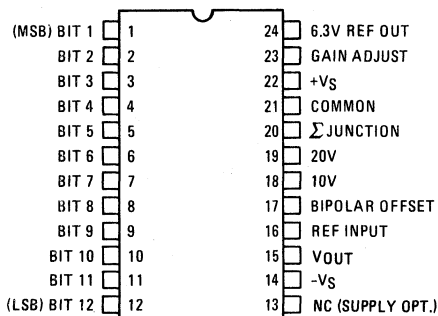 (MSB) BIT 1 1 24 6.3V REF OUT
BIT 2 2 23 GAIN ADJUST
BIT 3 3 22 +VS
BIT 4 4 21 COMMON
BIT 5 5 20 ΣJUNCTION
BIT 6 6 19 20V
BIT 7 7 18 10V
BIT 8 8 17 BIPOLAR OFFSET
BIT 9 9 16 REF INPUT
BIT 10 10 15 VOUT
BIT 11 11 14 -VS
(LSB) BIT 12 12 13 NC (SUPPLY OPT.)